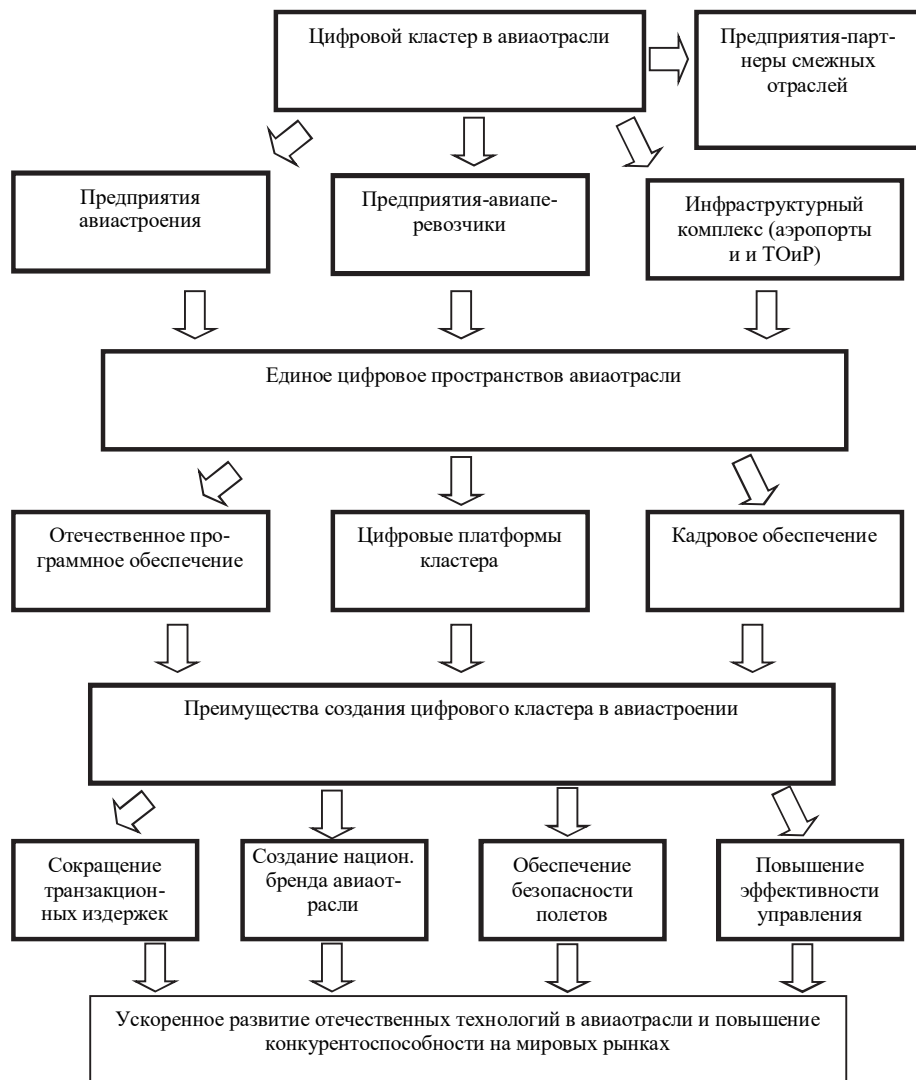 Цифровой кластер в авиаотрасли
Предприятия-парт-
неры смежных
отраслей
Предприятия
авиастроения
Предприятия-авиапе-
ревозчики
Инфраструктурный
комплекс (аэропорты
и и ТОиР)
Единое цифровое пространствов авиаотрасли
Отечественное про-
граммное обеспечение
Цифровые платформы
кластера
Кадровое обеспечение
Преимущества создания цифрового кластера в авиастроении
Сокращение
транзакцион-
ных издержек
Создание национ.
бренда авиаот-
расли
Обеспечение
безопасности
полетов
Повышение
эффективности
управления
Ускоренное развитие отечественных технологий в авиаотрасли и повышение
конкурентоспособности на мировых рынках